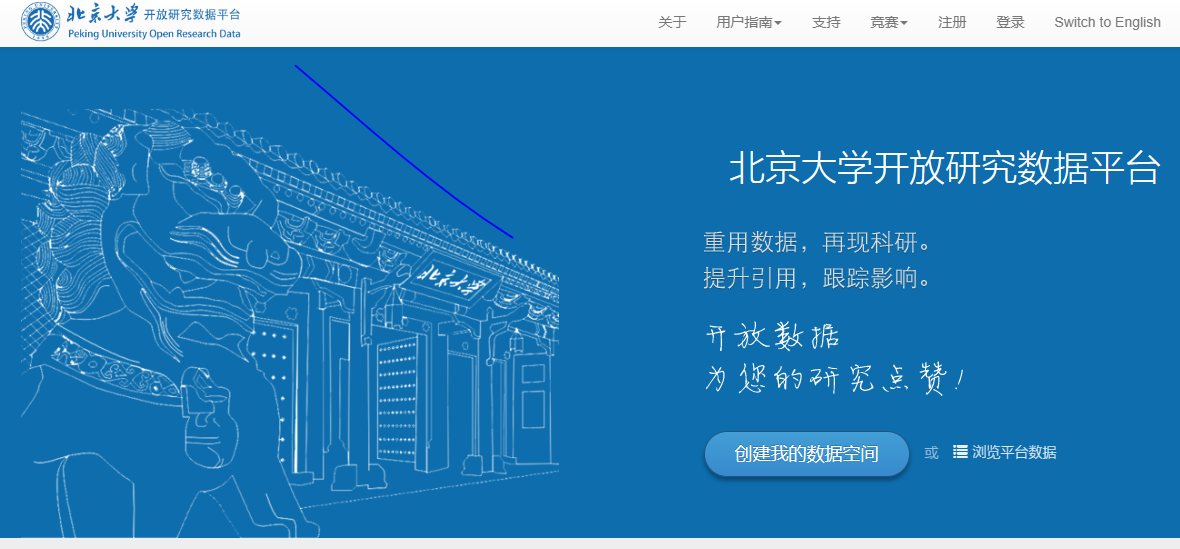 北京大学 开放研究数据平台
Peking University Open Research Data
关于 用户指南 支持 竞赛 注册 登录 Switch to English
北京大学开放研究数据平台
重用数据，再现科研。
提升引用，跟踪影响。
北京大学
开放数据
为您的研究点赞!
创建我的数据空间 或 浏览平台数据